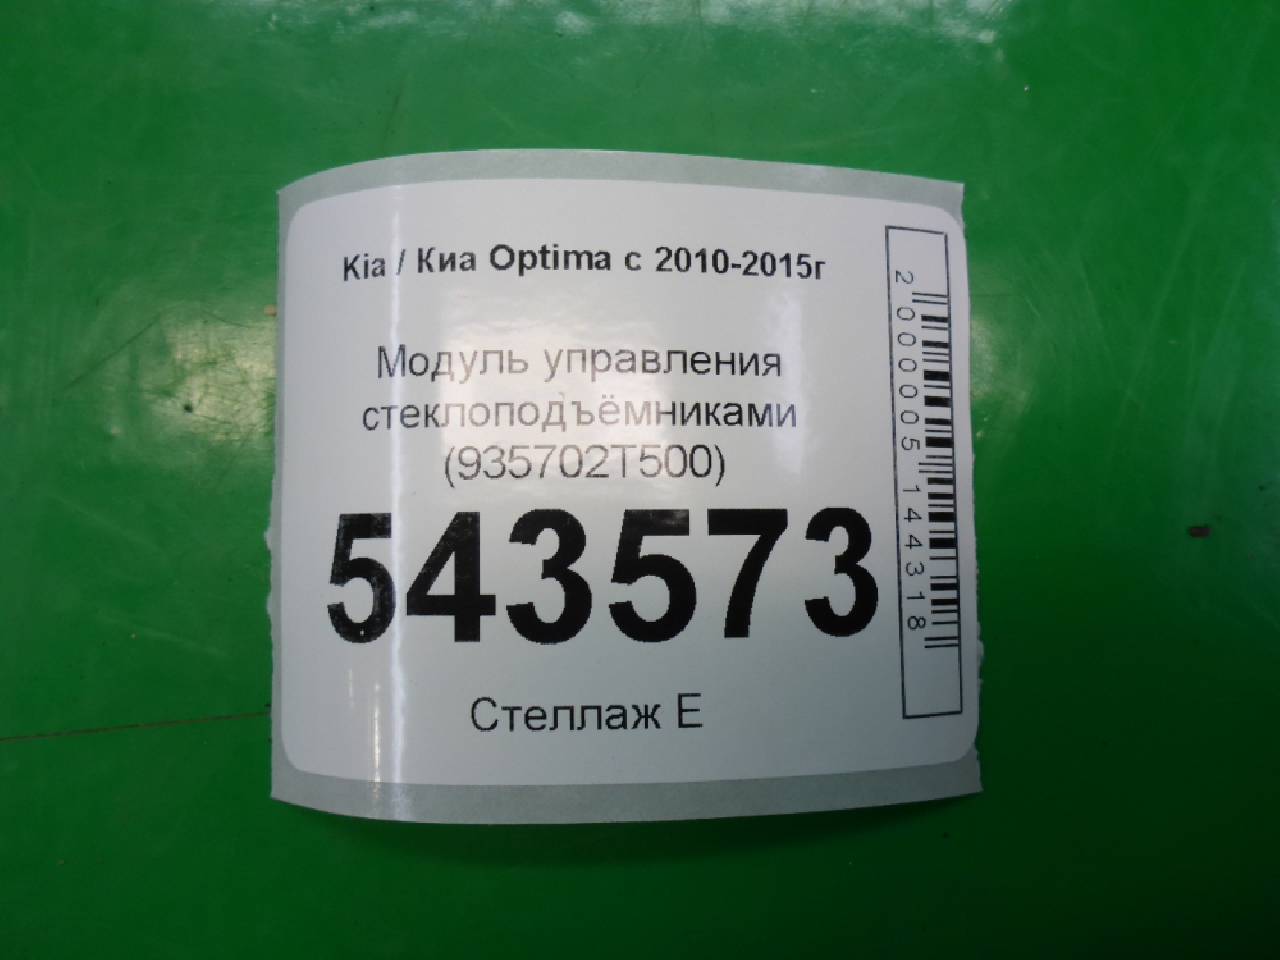 Kia / Киа Optima с 2010-2015г
Модуль управления
стеклоподъёмниками
(935702T500)
543573
Стеллаж Е
2000005144318